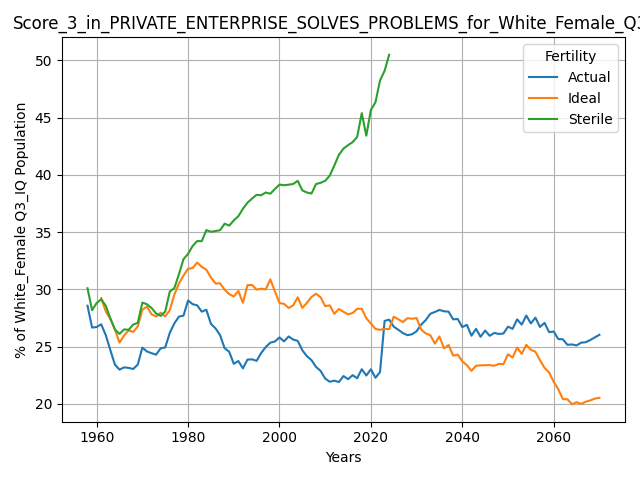 Score_3_in_PRIVATE_ENTERPRISE_SOLVES_PROBLEMS_for_White_Female_Q3
Fertility
Actual
Ideal
Sterile
50
45
40
35
30
25
20
% of White_Female Q3_IQ Population
1960
1980
2000
2020
2040
2060
Years